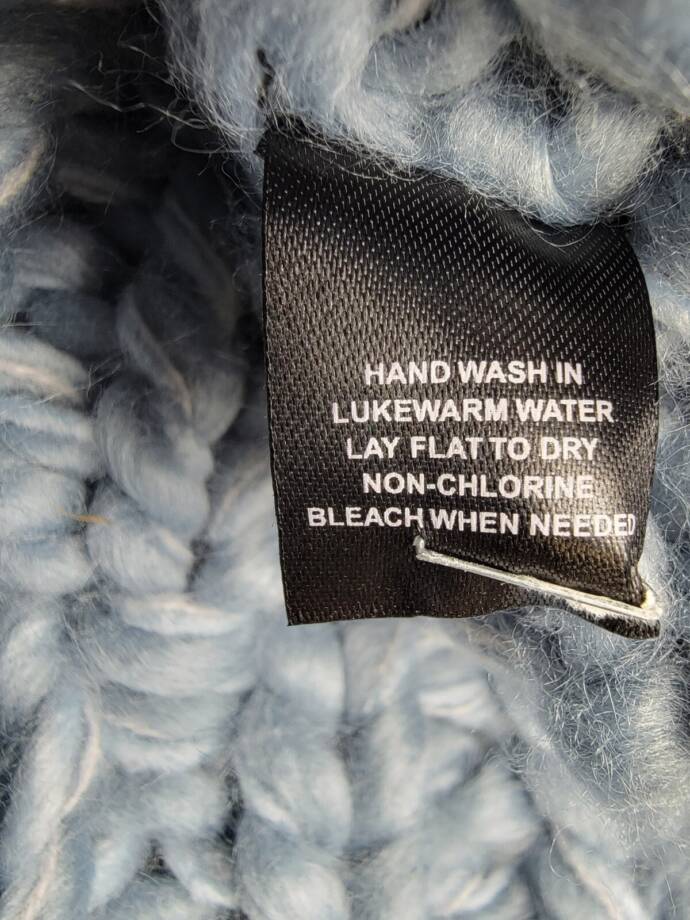 HAND WASH IN
LUKEWARM WATER
LAY FLAT TO DRY
NON-CHLORINE
BLEACH WHEN NEEDED